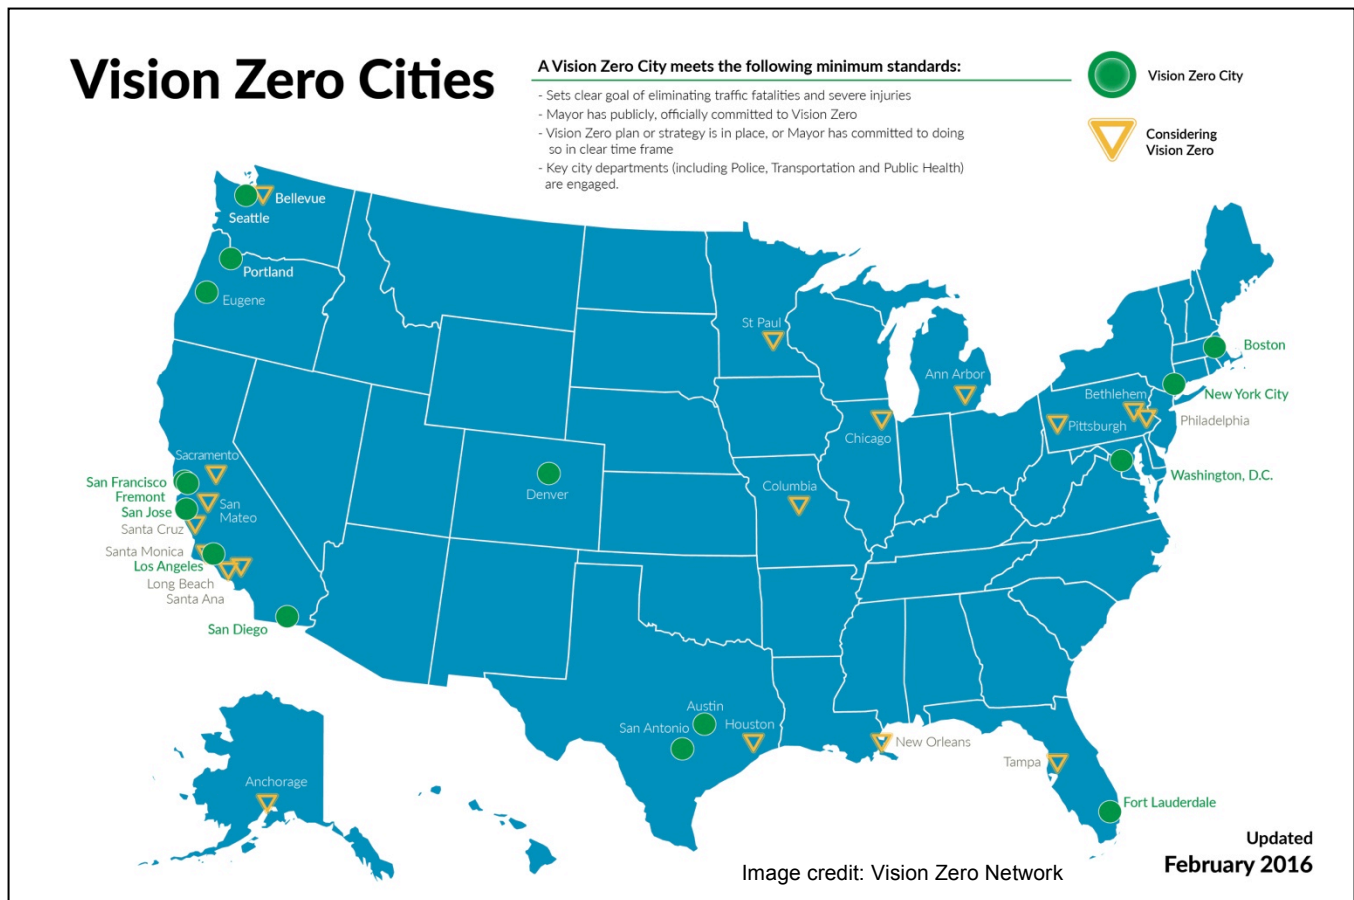 Vision Zero Cities
A Vision Zero City meets the following minimum standards:
- Sets clear goal of eliminating traffic fatalities and severe injuries
- Mayor has publicly, officially committed to Vision Zero
- Vision Zero plan or strategy is in place, or Mayor has committed to doing
so in clear time frame
- Key city departments (including Police, Transportation and Public Health)
are engaged.
Vision Zero City
Considering
Vision Zero
Bellevue
Seattle
Portland
Eugene
St Paul
Ann Arbor
Chicago
Boston
New York City
Bethlehem
Pittsburgh
Philadelphia
Washington, D.C.
Sacramento
San Francisco
Fremont
San Jose
San
Mateo
Santa Cruz
Santa Monica
Los Angeles
Long Beach
Santa Ana
San Diego
Denver
Columbia
Austin
San Antonio
Houston
New Orleans
Tampa
Fort Lauderdale
Anchorage
Updated
February 2016
Image credit: Vision Zero Network